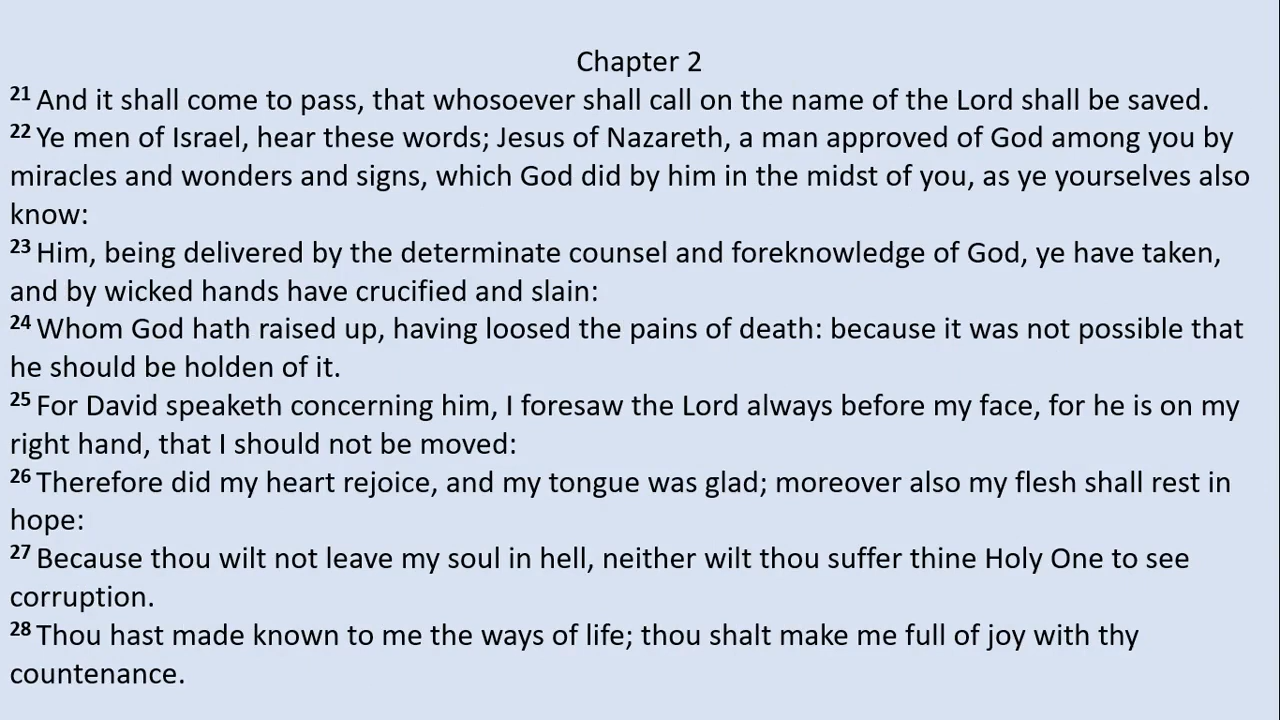 Chapter 2
21 And it shall come to pass, that whosoever shall call on the name of the Lord shall be saved.
22 Ye men of Israel, hear these words; Jesus of Nazareth, a man approved of God among you by
miracles and wonders and signs, which God did by him in the midst of you, as ye yourselves also
know:
23 Him, being delivered by the determinate counsel and foreknowledge of God, ye have taken,
and by wicked hands have crucified and slain:
24 Whom God hath raised up, having loosed the pains of death: because it was not possible that
he should be holden of it.
25 For David speaketh concerning him, I foresaw the Lord always before my face, for he is on my
right hand, that I should not be moved:
26 Therefore did my heart rejoice, and my tongue was glad; moreover also my flesh shall rest in
hope:
27 Because thou wilt not leave my soul in hell, neither wilt thou suffer thine Holy One to see
corruption.
28 Thou hast made known to me the ways of life; thou shalt make me full of joy with thy
countenance.